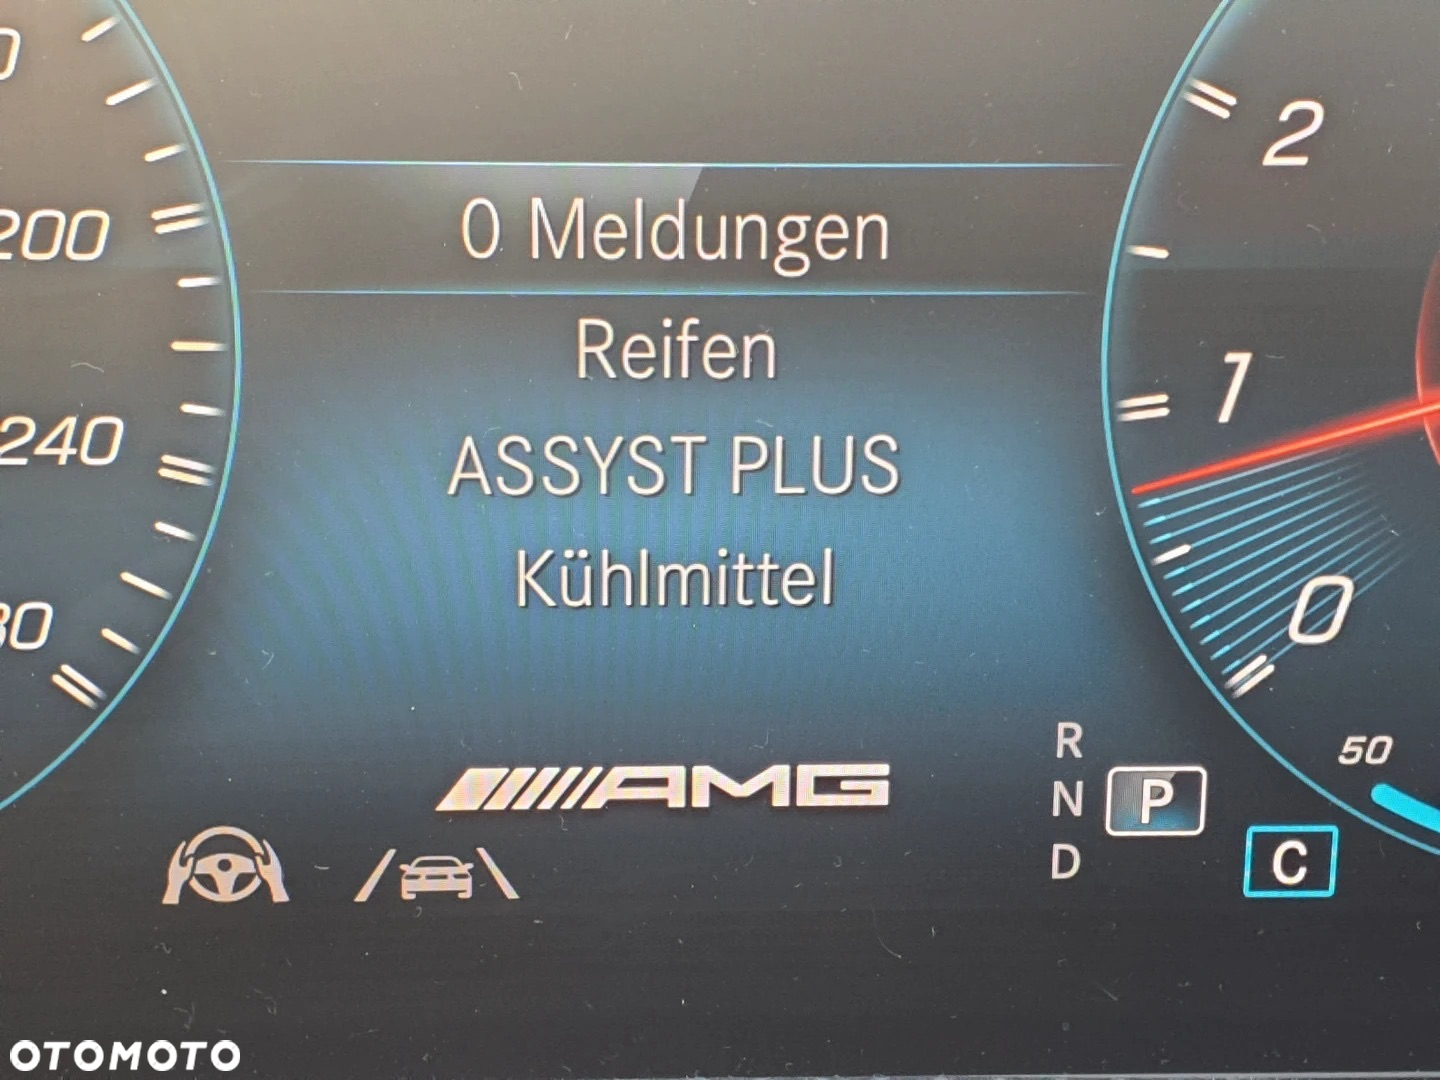 2
200
0 Meldungen
Reifen
1
240
ASSYST PLUS
Kühlmittel
0
R
50
AMG
N
P
D
C
OTOMOTO